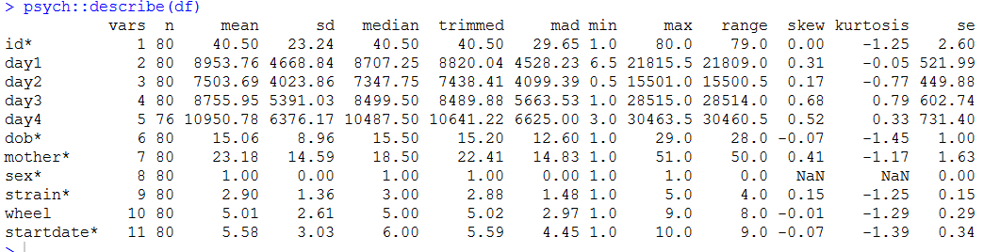 > psych::describe(df)
vars n mean sd median trimmed mad min max range skew kurtosis se
id* 1 80 40.50 23.24 40.50 40.50 29.65 1.0 80.0 79.0 0.00 -1.25 2.60
day1 2 80 8953.76 4668.84 8707.25 8820.04 4528.23 6.5 21815.5 21809.0 0.31 -0.05 521.99
day2 3 80 7503.69 4023.86 7347.75 7438.41 4099.39 0.5 15501.0 15500.5 0.17 -0.77 449.88
day3 4 80 8755.95 5391.03 8499.50 8489.88 5663.53 1.0 28515.0 28514.0 0.68 0.79 602.74
day4 5 76 10950.78 6376.17 10487.50 10641.22 6625.00 3.0 30463.5 30460.5 0.52 0.33 731.40
dob* 6 80 15.06 8.96 15.50 15.20 12.60 1.0 29.0 28.0 -0.07 -1.45 1.00
mother* 7 80 23.18 14.59 18.50 22.41 14.83 1.0 51.0 50.0 0.41 -1.17 1.63
sex* 8 80 1.00 0.00 1.00 1.00 0.00 1.0 1.0 0.0 NaN NaN 0.00
strain* 9 80 2.90 1.36 3.00 2.88 1.48 1.0 5.0 4.0 0.15 -1.25 0.15
wheel 10 80 5.01 2.61 5.00 5.02 2.97 1.0 9.0 8.0 -0.01 -1.29 0.29
startdate* 11 80 5.58 3.03 6.00 5.59 4.45 1.0 10.0 9.0 -0.07 -1.39 0.34
>